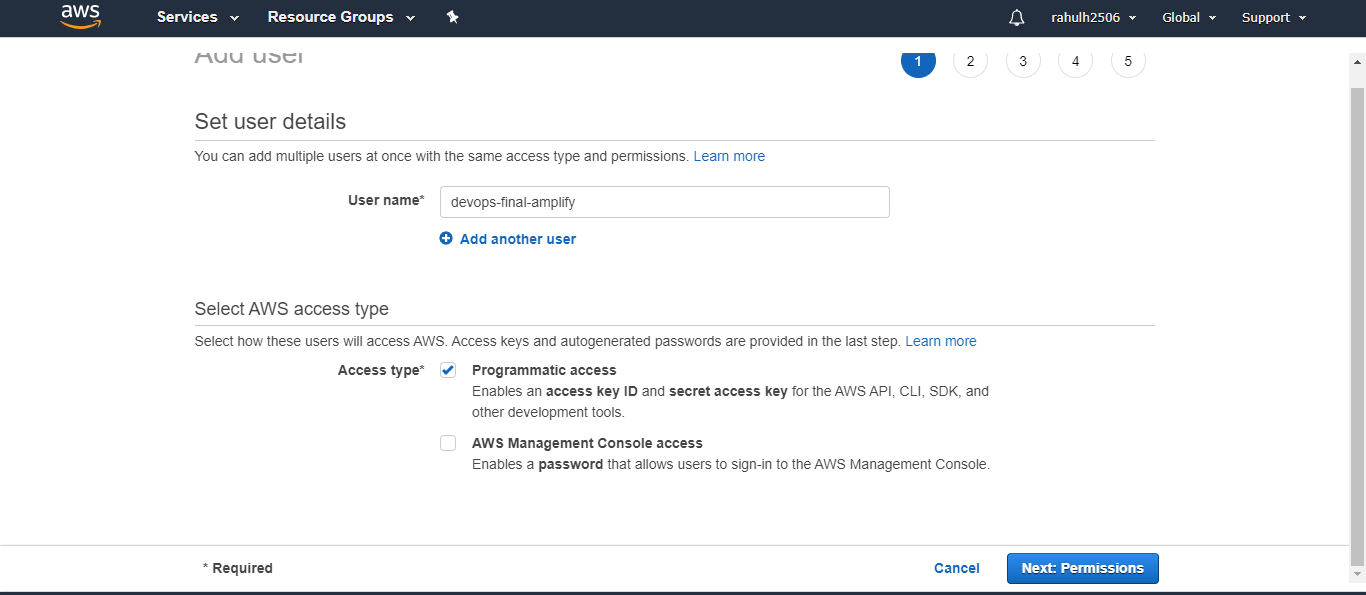 aws Services Resource Groups rahulh2506 Global Support
Add user 1 2 3 4 5
Set user details
You can add multiple users at once with the same access type and permissions. Learn more
User name* devops-final-amplify
Add another user
Select AWS access type
Select how these users will access AWS. Access keys and autogenerated passwords are provided in the last step. Learn more
Access type* Programmatic access
Enables an access key ID and secret access key for the AWS API, CLI, SDK, and
other development tools.
AWS Management Console access
Enables a password that allows users to sign-in to the AWS Management Console.
* Required Cancel Next: Permissions